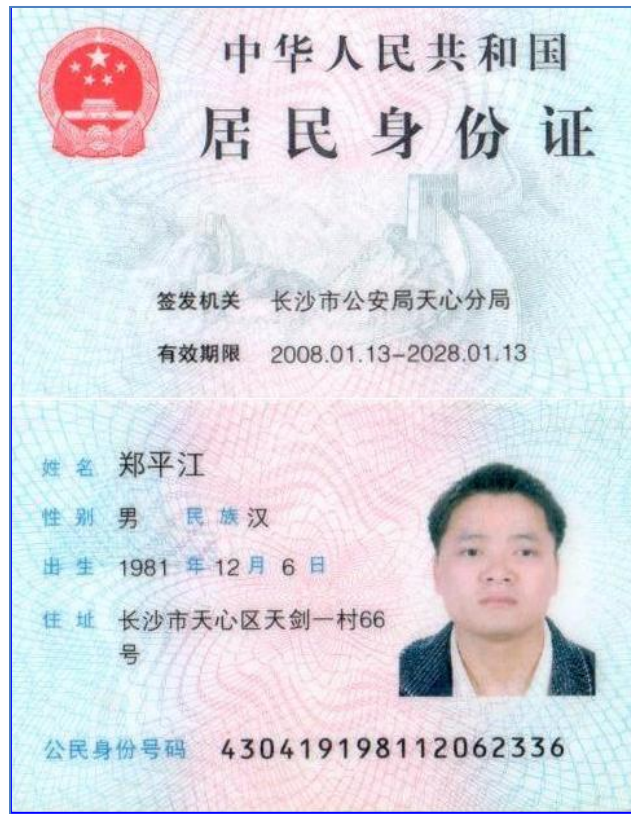 中华人民共和国
居民身份证
签发机关 长沙市公安局天心分局
有效期限 2008.01.13-2028.01.13
姓名 郑平江
性别 男 民族 汉
出生 1981 年 12 月 6 日
住址 长沙市天心区天剑一村66
号
公民身份号码 430419198112062336